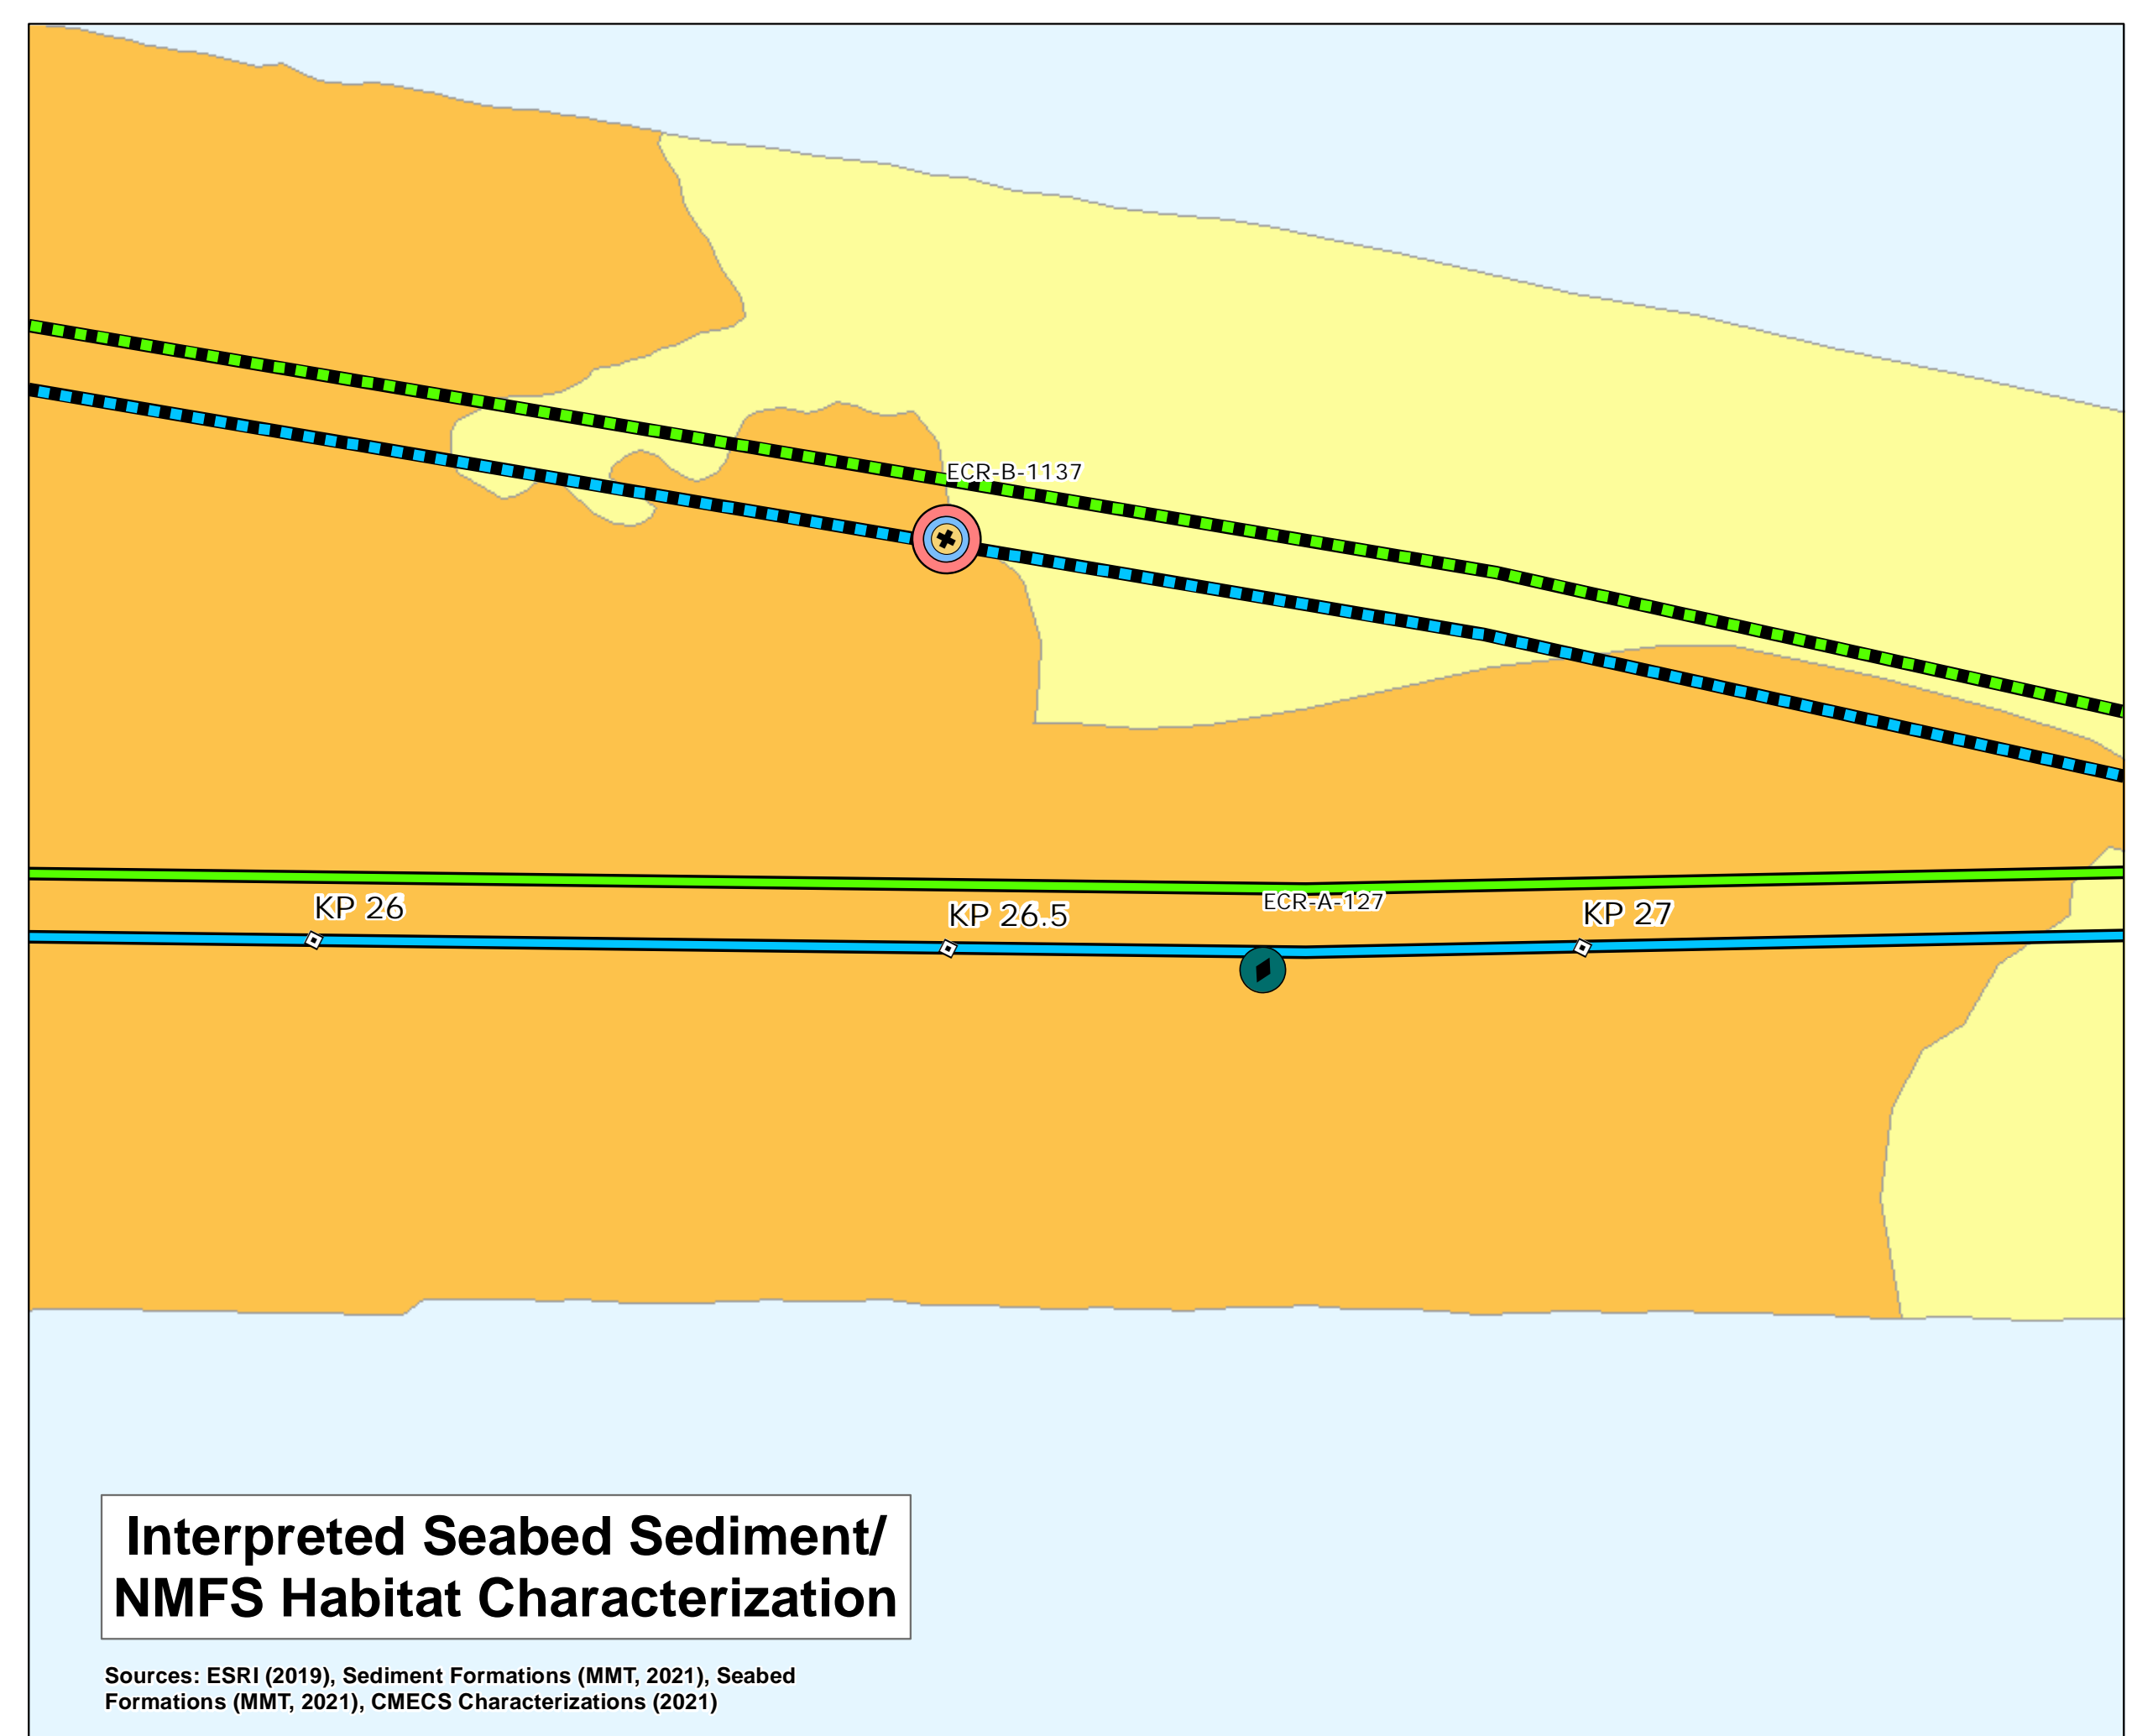 ECR-B-1137
KP 26
KP 26.5
ECR-A-127
KP 27
Interpreted Seabed Sediment/
NMFS Habitat Characterization
Sources: ESRI (2019), Sediment Formations (MMT, 2021), Seabed
Formations (MMT, 2021), CMECS Characterizations (2021)